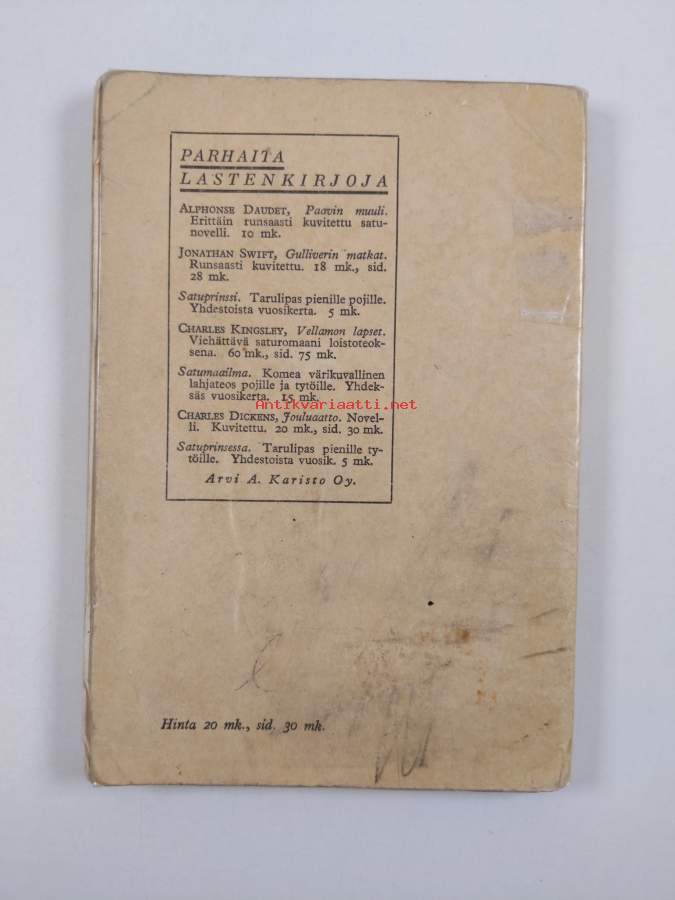 PARHAITA
LASTENKIRJOJA
ALPHONSE DAUDET, Paavin muuli.
Erittäin runsaasti kuvitettu satu-
novelli. 10 mk.
JONATHAN SWIFT, Gulliverin matkat.
Runsaasti kuvitettu. 18 mk., sid.
28 mk.
Satuprinssi. Tarulipas pienille pojille.
Yhdestoista vuosikerta. 5 mk.
CHARLES KINGSLEY, Vellamon lapset.
Viehättävä saturomaani loistoteok-
sena. 60 mk., sid. 75 mk.
Satumaailma. Komea värikuvallinen
lahjateos pojille ja tytöille. Yhdek-
säs vuosikerta. 15 mk.
Antikvariaatti.net
CHARLES DICKENS, Jouluaatto. Novel-
li. Kuvitettu. 20 mk., sid. 30 mk.
Satuprinsessa. Tarulipas pienille ty-
töille. Yhdestoista vuosik. 5 mk.
Arvi A. Karisto Oy.
Hinta 20 mk., sid. 30 mk.